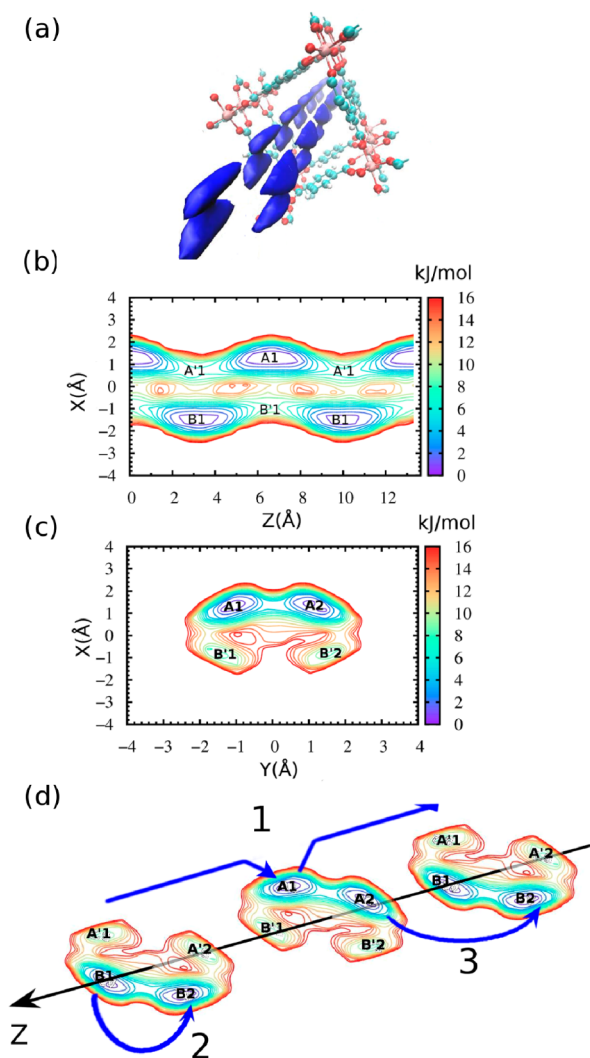 (a)
(b)
kJ/mol
4
3
2
1
0
−1
−2
−3
−4
X(Å)
A1
A'1
A'1
B'1
B1
B1
0 2 4 6 8 10 12
Z(Å)
16
14
12
10
8
6
4
2
0
(c)
kJ/mol
4
3
2
1
0
−1
−2
−3
−4
X(Å)
A1 A2
B'1 B'2
−4 −3 −2 −1 0 1 2 3 4
Y(Å)
16
14
12
10
8
6
4
2
0
(d)
1
A'1
A'2
B1
B2
A1
A2
B'1
B'2
3
A'1
A'2
B1
B2
Z
2